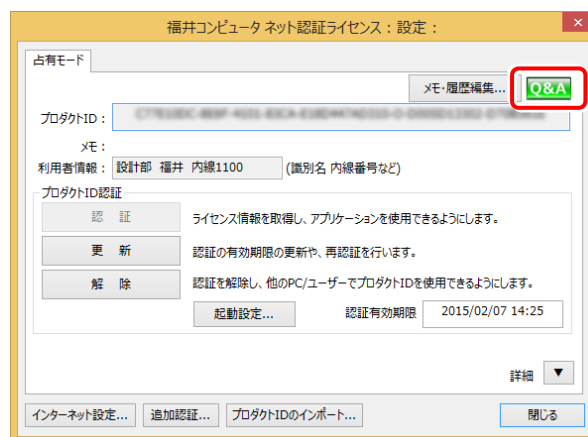 福井コンピュータ ネット認証ライセンス：設定：
占有モード
メモ・履歴編集... Q&A
プロダクトID：
メモ：
利用者情報： 設計部 福井 内線1100 (識別名 内線番号など)
プロダクトID認証
認 証 ライセンス情報を取得し、アプリケーションを使用できるようにします。
更 新 認証の有効期限の更新や、再認証を行います。
解 除 認証を解除し、他のPC/ユーザーでプロダクトIDを使用できるようにします。
起動設定... 認証有効期限 2015/02/07 14:25
詳細 ▼
インターネット設定... 追加認証... プロダクトIDのインポート... 閉じる